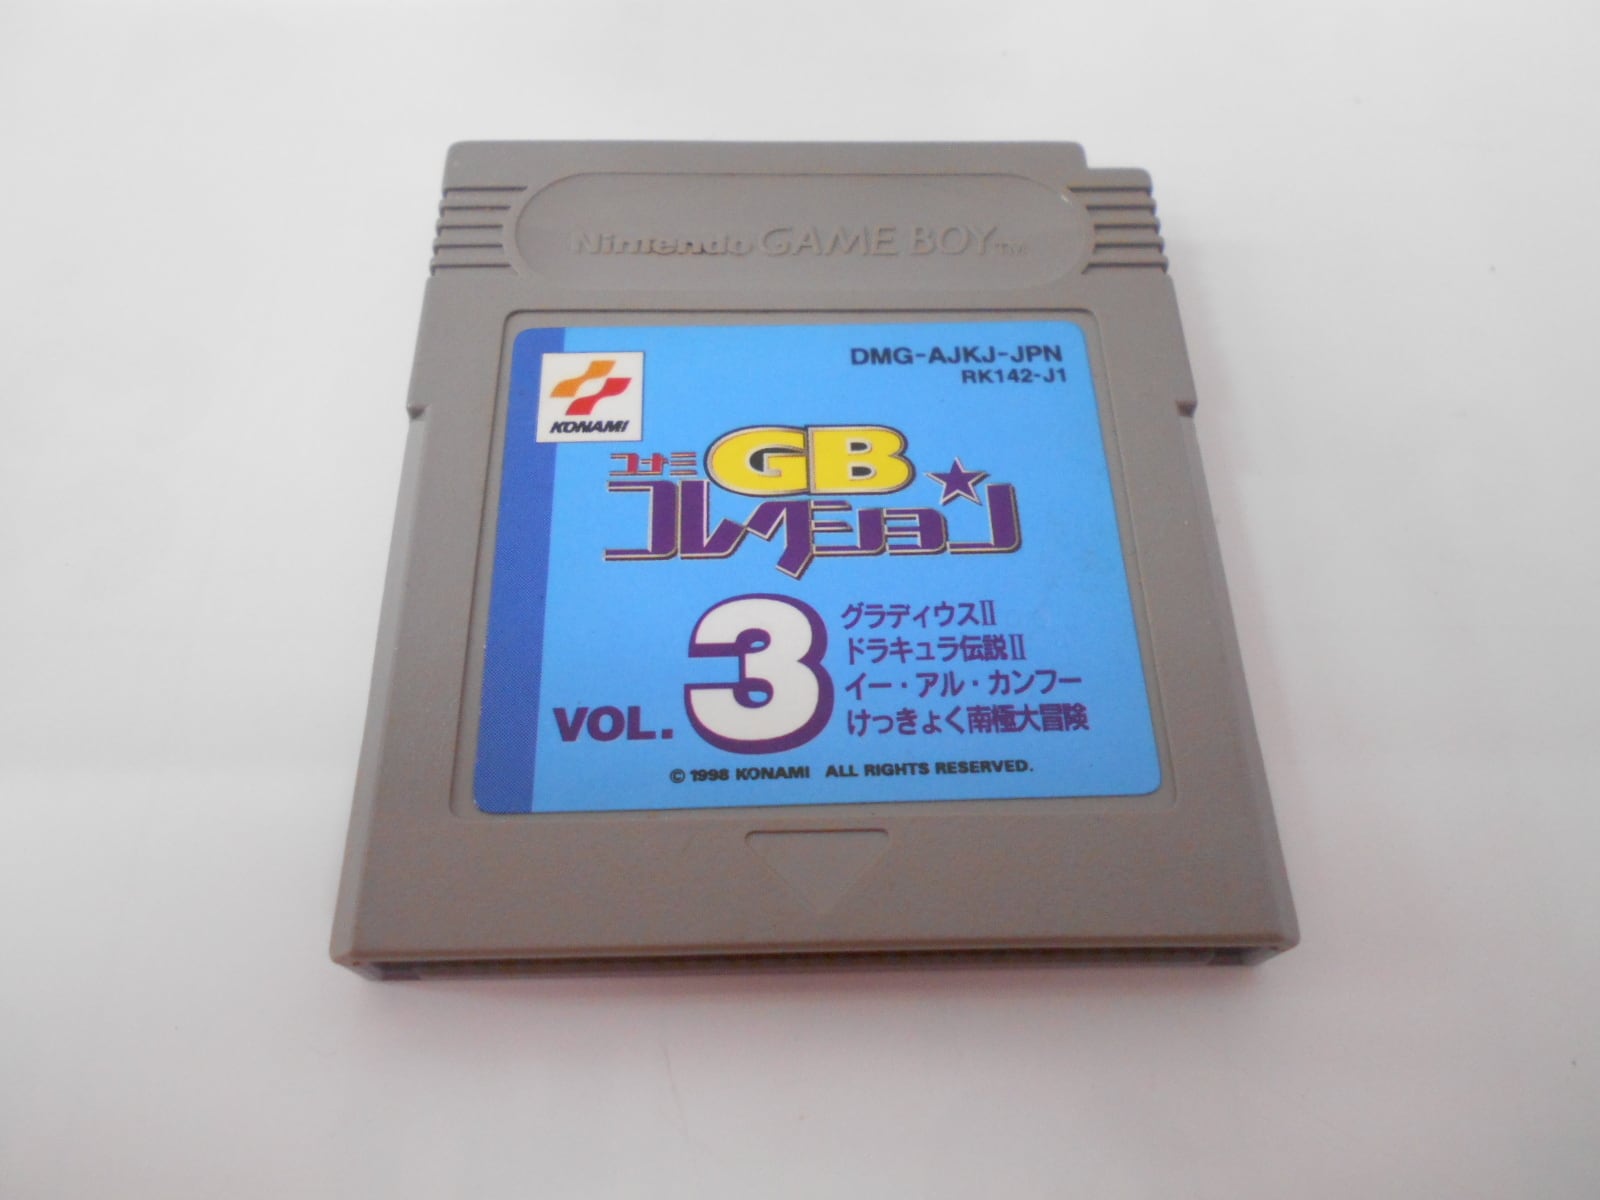 Nintendo GAME BOY™
KONAMI
DMG-AJKJ-JPN
RK142-J1
コナミ GB
コレクション
VOL. 3
グラディウスII
ドラキュラ伝説II
イー・アル・カンフー
けっきょく南極大冒険
© 1998 KONAMI ALL RIGHTS RESERVED.